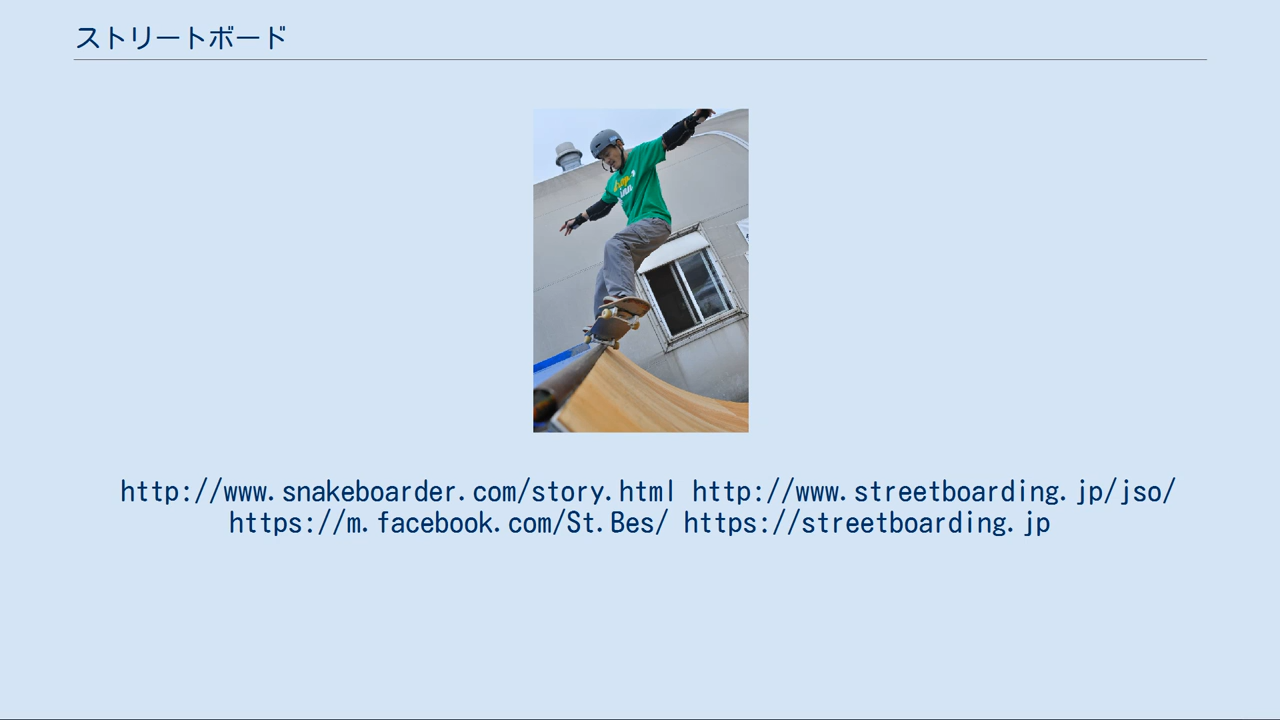 ストリートボード
http://www.snakeboarder.com/story.html http://www.streetboarding.jp/jso/
https://m.facebook.com/St.Bes/ https://streetboarding.jp